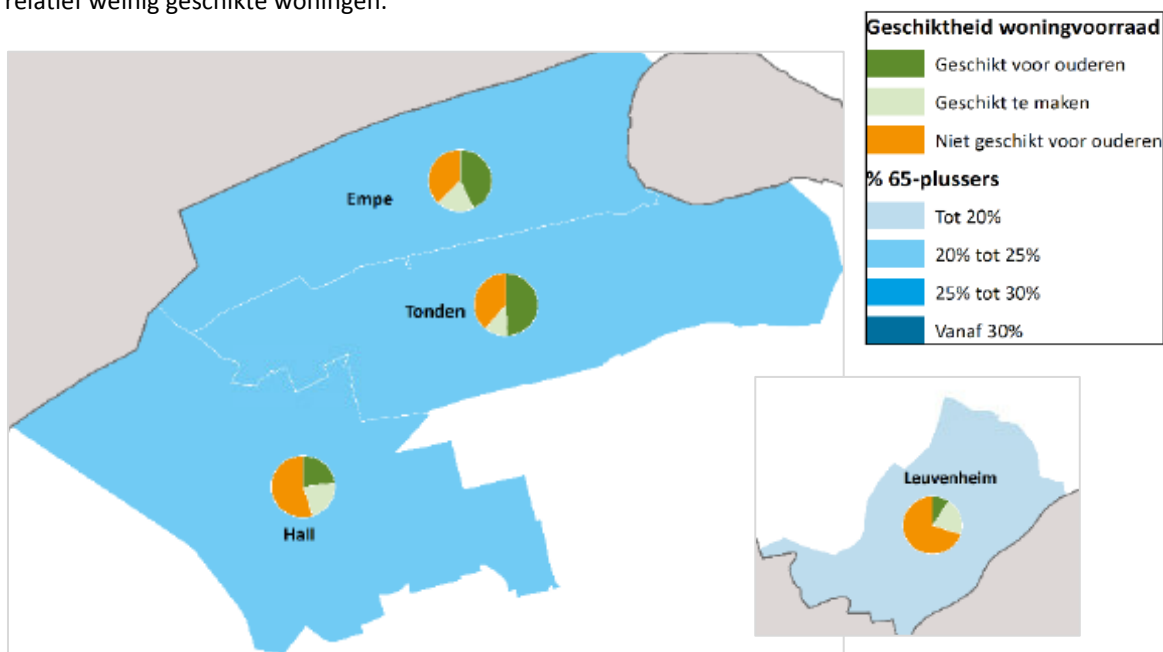 relatief weinig geschikte woningen.
Geschiktheid woningvoorraad
Geschikt voor ouderen
Geschikt te maken
Niet geschikt voor ouderen
% 65-plussers
Tot 20%
20% tot 25%
25% tot 30%
Vanaf 30%
Empe
Tonden
Hall
Leuvenheim